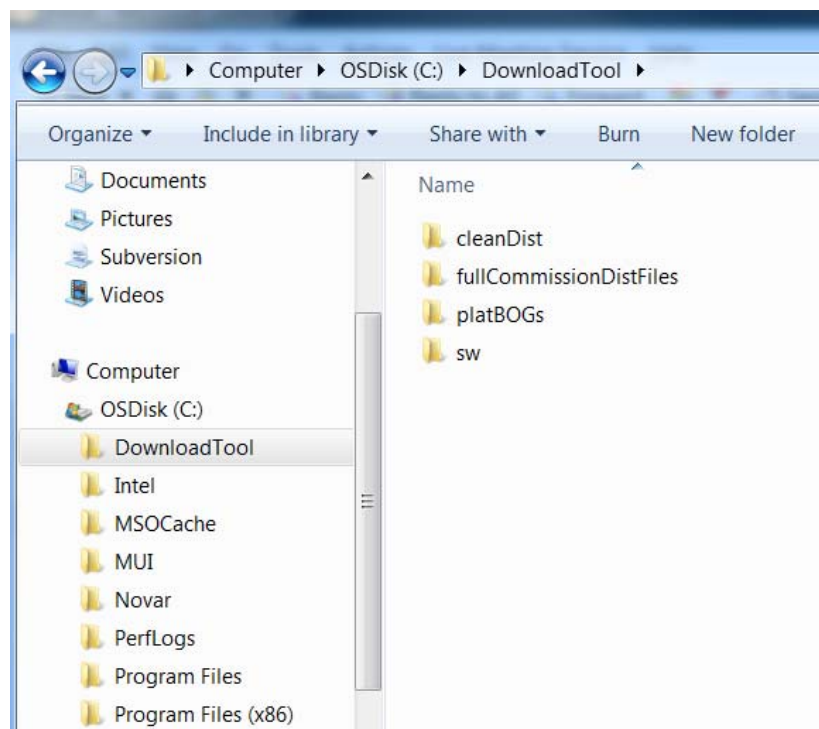 Computer OSDisk (C:) DownloadTool
Organize Include in library Share with Burn New folder
Documents
Pictures
Subversion
Videos
Computer
OSDisk (C:)
DownloadTool
Intel
MSOCache
MUI
Novar
PerfLogs
Program Files
Program Files (x86)
Name
cleanDist
fullCommissionDistFiles
platBOGs
sw